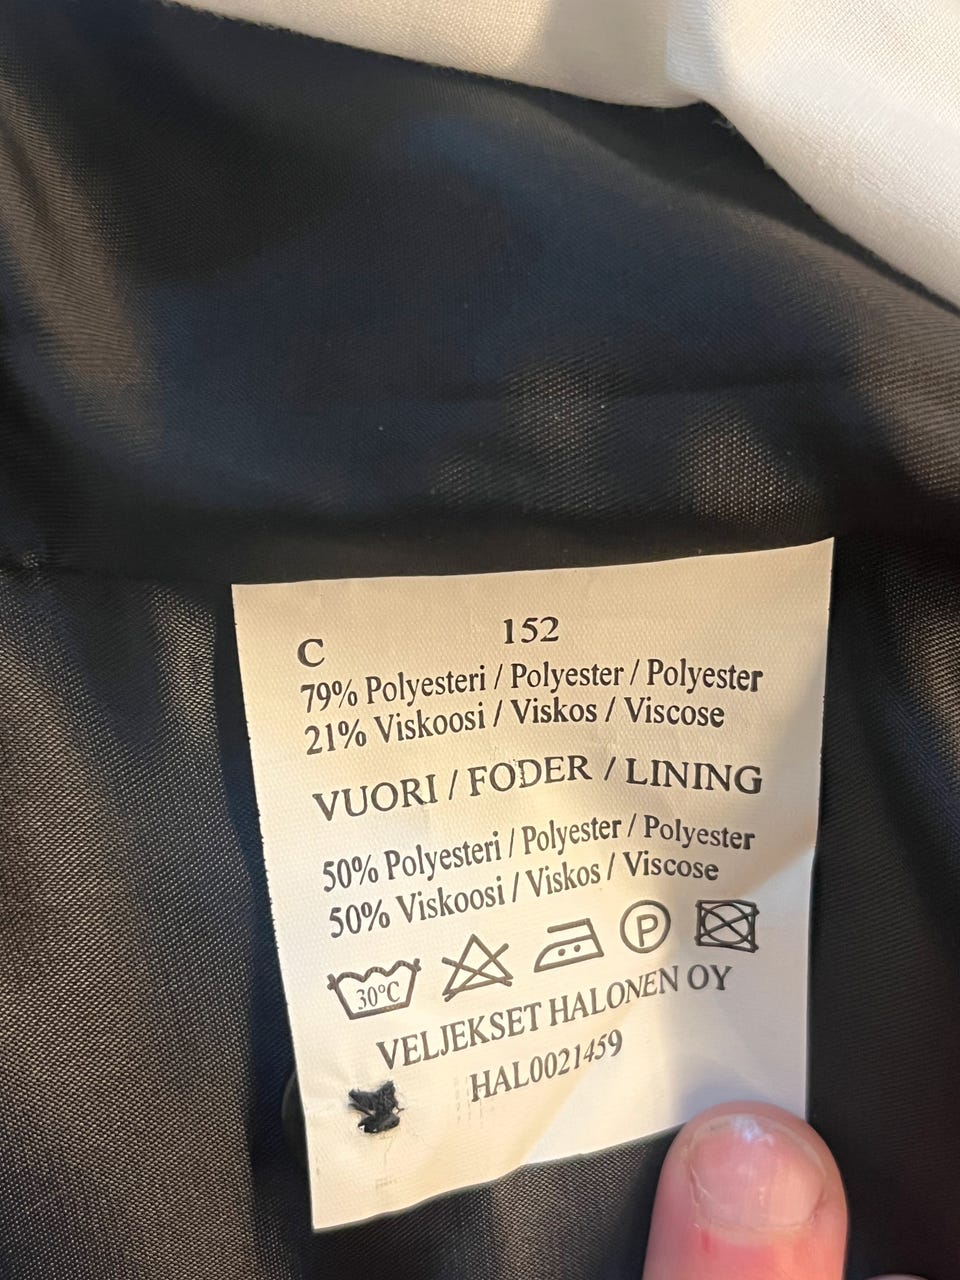 C 152
79% Polyesteri / Polyester / Polyester
21% Viskoosi / Viskos / Viscose
VUORI / FODER / LINING
50% Polyesteri / Polyester / Polyester
50% Viskoosi / Viskos / Viscose
30°C P
VELJEKSET HALONEN OY
HAL0021459